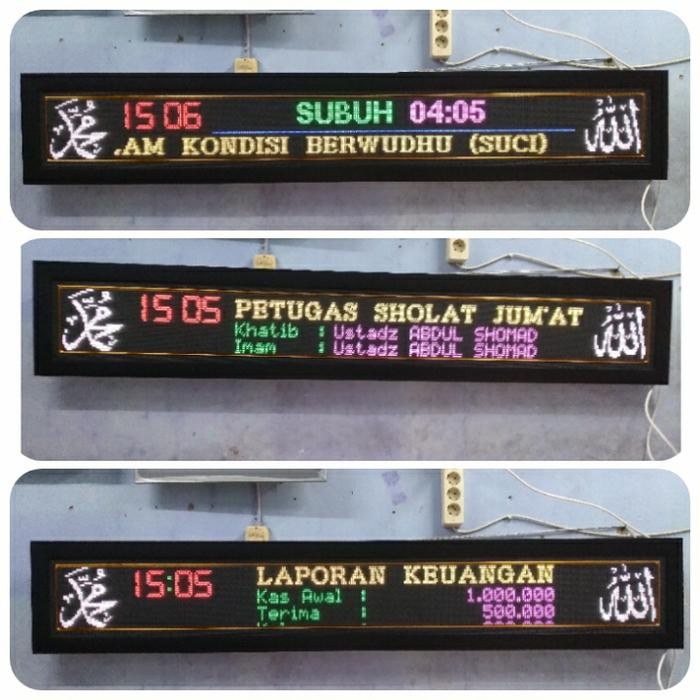 محمد
15 06
SUBUH 04:05
الله
.AM KONDISI BERWUDHU (SUCI)
محمد
15 05
PETUGAS SHOLAT JUM'AT
الله
Khatib : Ustadz ABDUL SHOMAD
Imam : Ustadz ABDUL SHOMAD
محمد
15:05
LAPORAN KEUANGAN
الله
Kas Awal : 1.000.000
Terima : 500.000